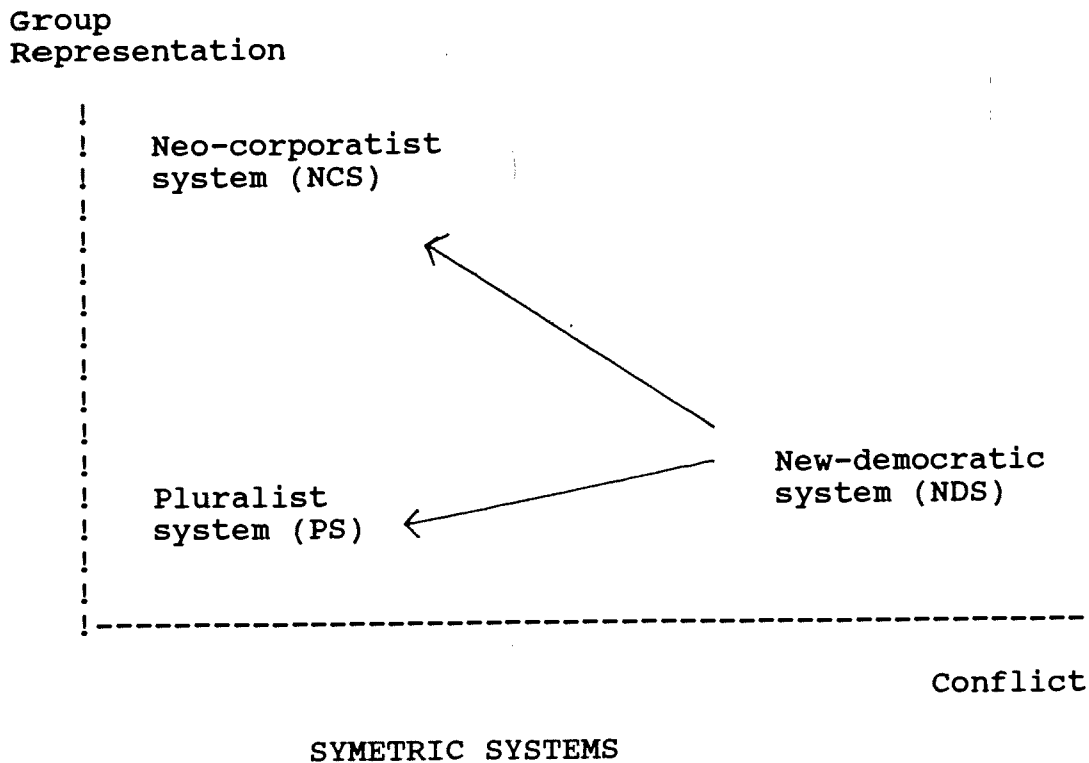 Group
Representation
Neo-corporatist
system (NCS)
New-democratic
system (NDS)
Pluralist
system (PS)
Conflict
SYMETRIC SYSTEMS